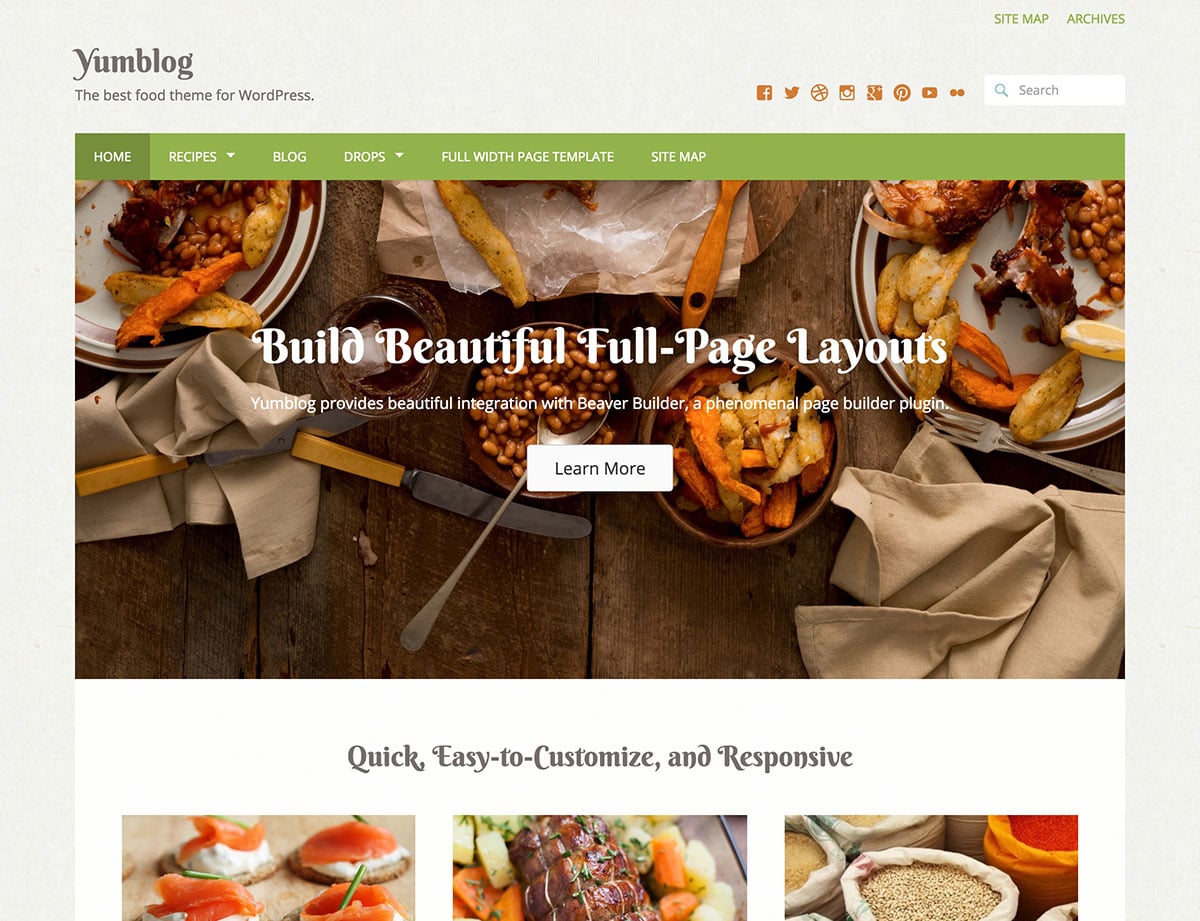 SITE MAP ARCHIVES
Yumblog
The best food theme for WordPress.
Search
HOME RECIPES BLOG DROPS FULL WIDTH PAGE TEMPLATE SITE MAP
Build Beautiful Full-Page Layouts
Yumblog provides beautiful integration with Beaver Builder, a phenomenal page builder plugin.
Learn More
Quick, Easy-to-Customize, and Responsive